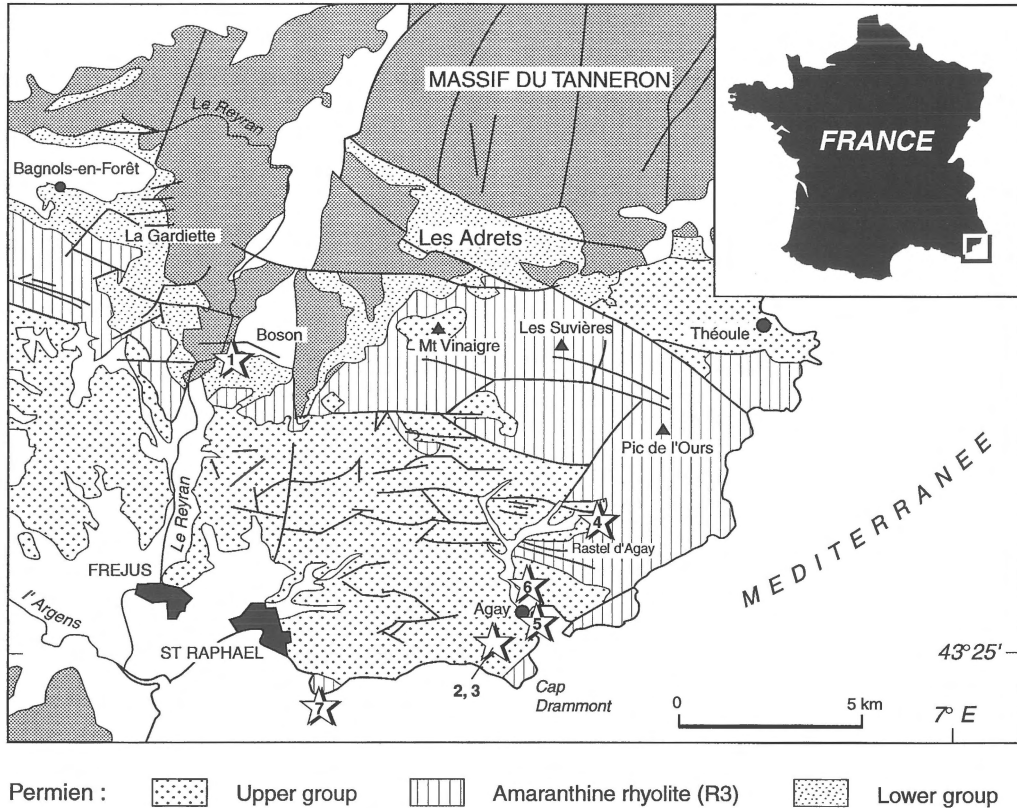 MASSIF DU TANNERON
FRANCE
Le Reyran
Bagnols-en-Forêt
La Gardiette
Les Adrets
Boson
Mt Vinaigre
Les Suvières
Théoule
1
Pic de l'Ours
MEDITERRANEE
Le Reyran
4
Rastel d'Agay
FREJUS
6
l'Argens
Agay
5
ST RAPHAEL
43°25'
2, 3
Cap
Drammont
0 5 km
7
7° E
Permien : Upper group Amaranthine rhyolite (R3) Lower group